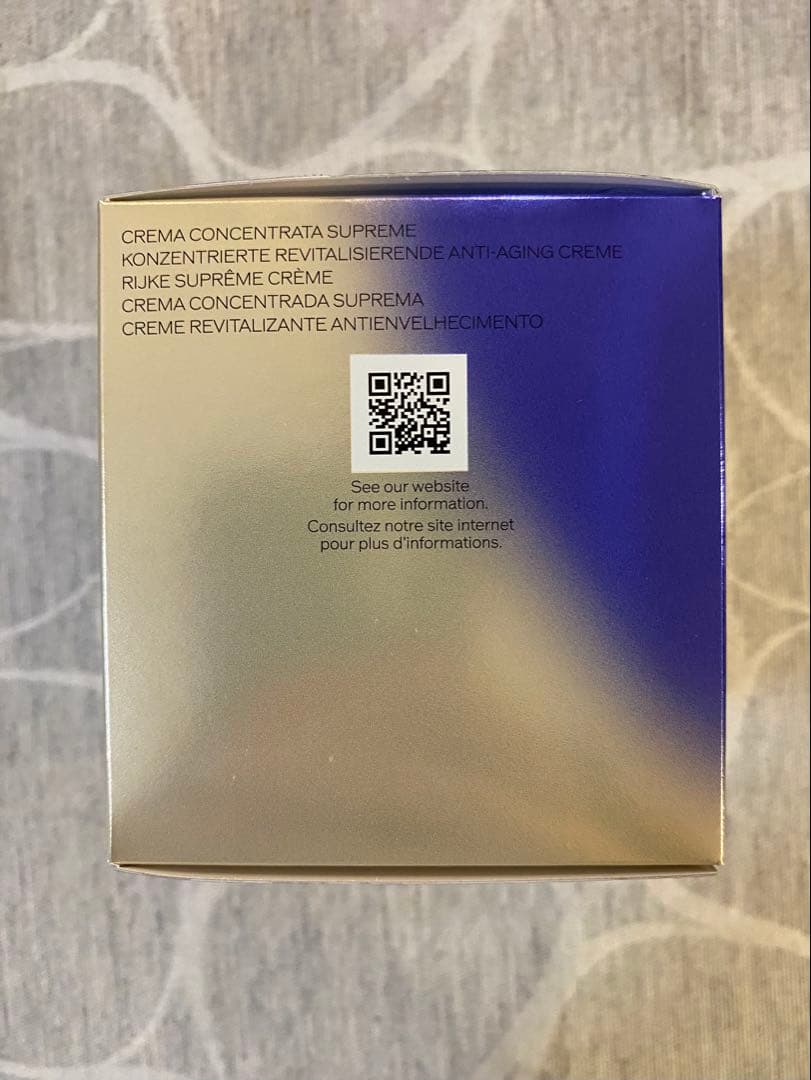 CREMA CONCENTRATA SUPREME
KONZENTRIERTE REVITALISIERENDE ANTI-AGING CREME
RIJKE SUPRÊME CRÈME
CREMA CONCENTRADA SUPREMA
CREME REVITALIZANTE ANTIENVELHECIMENTO
See our website
for more information.
Consultez notre site internet
pour plus d'informations.